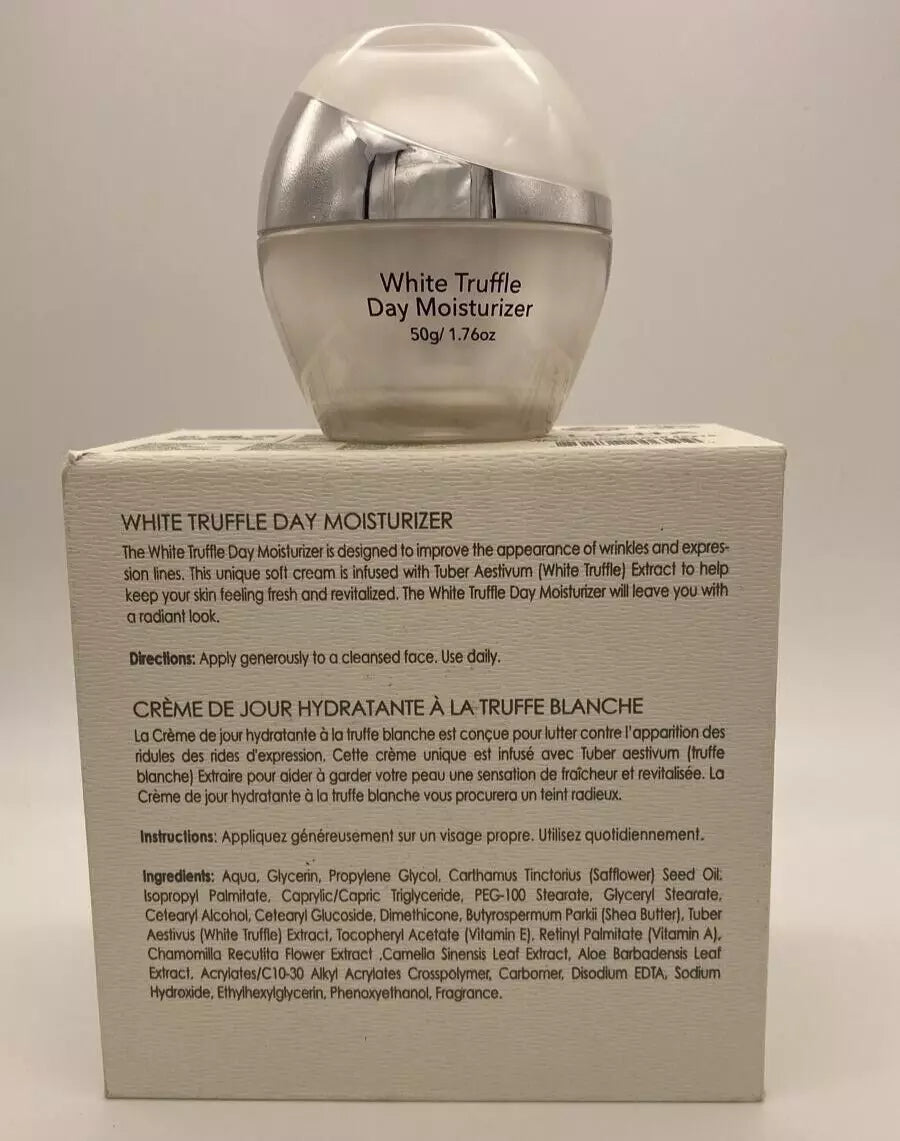 White Truffle
Day Moisturizer
50g/ 1.76oz
WHITE TRUFFLE DAY MOISTURIZER
The White Truffle Day Moisturizer is designed to improve the appearance of wrinkles and expres-
sion lines. This unique soft cream is infused with Tuber Aestivum (White Truffle) Extract to help
keep your skin feeling fresh and revitalized. The White Truffle Day Moisturizer will leave you with
a radiant look.
Directions: Apply generously to a cleansed face. Use daily.
CRÈME DE JOUR HYDRATANTE À LA TRUFFE BLANCHE
La Crème de jour hydratante à la truffe blanche est conçue pour lutter contre l'apparition des
ridules des rides d'expression. Cette crème unique est infusé avec Tuber aestivum (truffe
blanche) Extraire pour aider à garder votre peau une sensation de fraîcheur et revitalisée. La
Crème de jour hydratante à la truffe blanche vous procurera un teint radieux.
Instructions: Appliquez généreusement sur un visage propre. Utilisez quotidiennement.
Ingredients: Aqua, Glycerin, Propylene Glycol, Carthamus Tinctorius (Safflower) Seed Oil,
Isopropyl Palmitate, Caprylic/Capric Triglyceride, PEG-100 Stearate, Glyceryl Stearate,
Cetearyl Alcohol, Cetearyl Glucoside, Dimethicone, Butyrospermum Parkii (Shea Butter), Tuber
Aestivus (White Truffle) Extract, Tocopheryl Acetate (Vitamin E), Retinyl Palmitate (Vitamin A),
Chamomilla Recutita Flower Extract ,Camelia Sinensis Leaf Extract, Aloe Barbadensis Leaf
Extract, Acrylates/C10-30 Alkyl Acrylates Crosspolymer, Carbomer, Disodium EDTA, Sodium
Hydroxide, Ethylhexylglycerin, Phenoxyethanol, Fragrance.